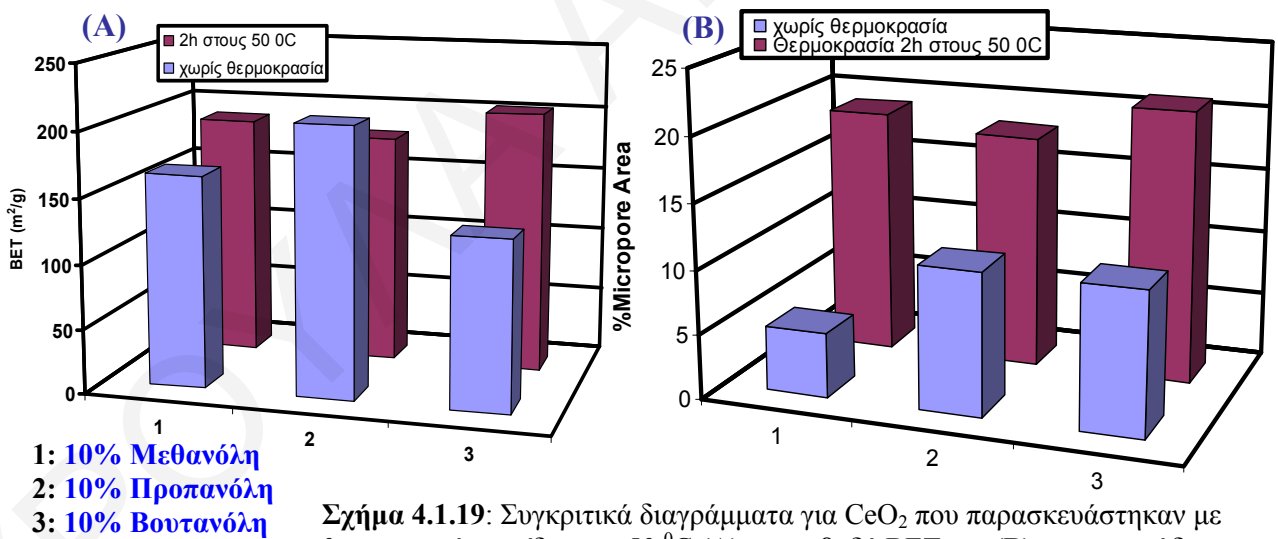 (A)
2h στους 50 0C
χωρίς θερμοκρασία
250
200
150
100
50
0
BET (m²/g)
1
2
3
(B)
χωρίς θερμοκρασία
Θερμοκρασία 2h στους 50 0C
25
20
15
10
5
0
%Micropore Area
1
2
3
1: 10% Μεθανόλη
2: 10% Προπανόλη
3: 10% Βουτανόλη
Σχήμα 4.1.19: Συγκριτικά διαγράμματα για CeO₂ που παρασκευάστηκαν με